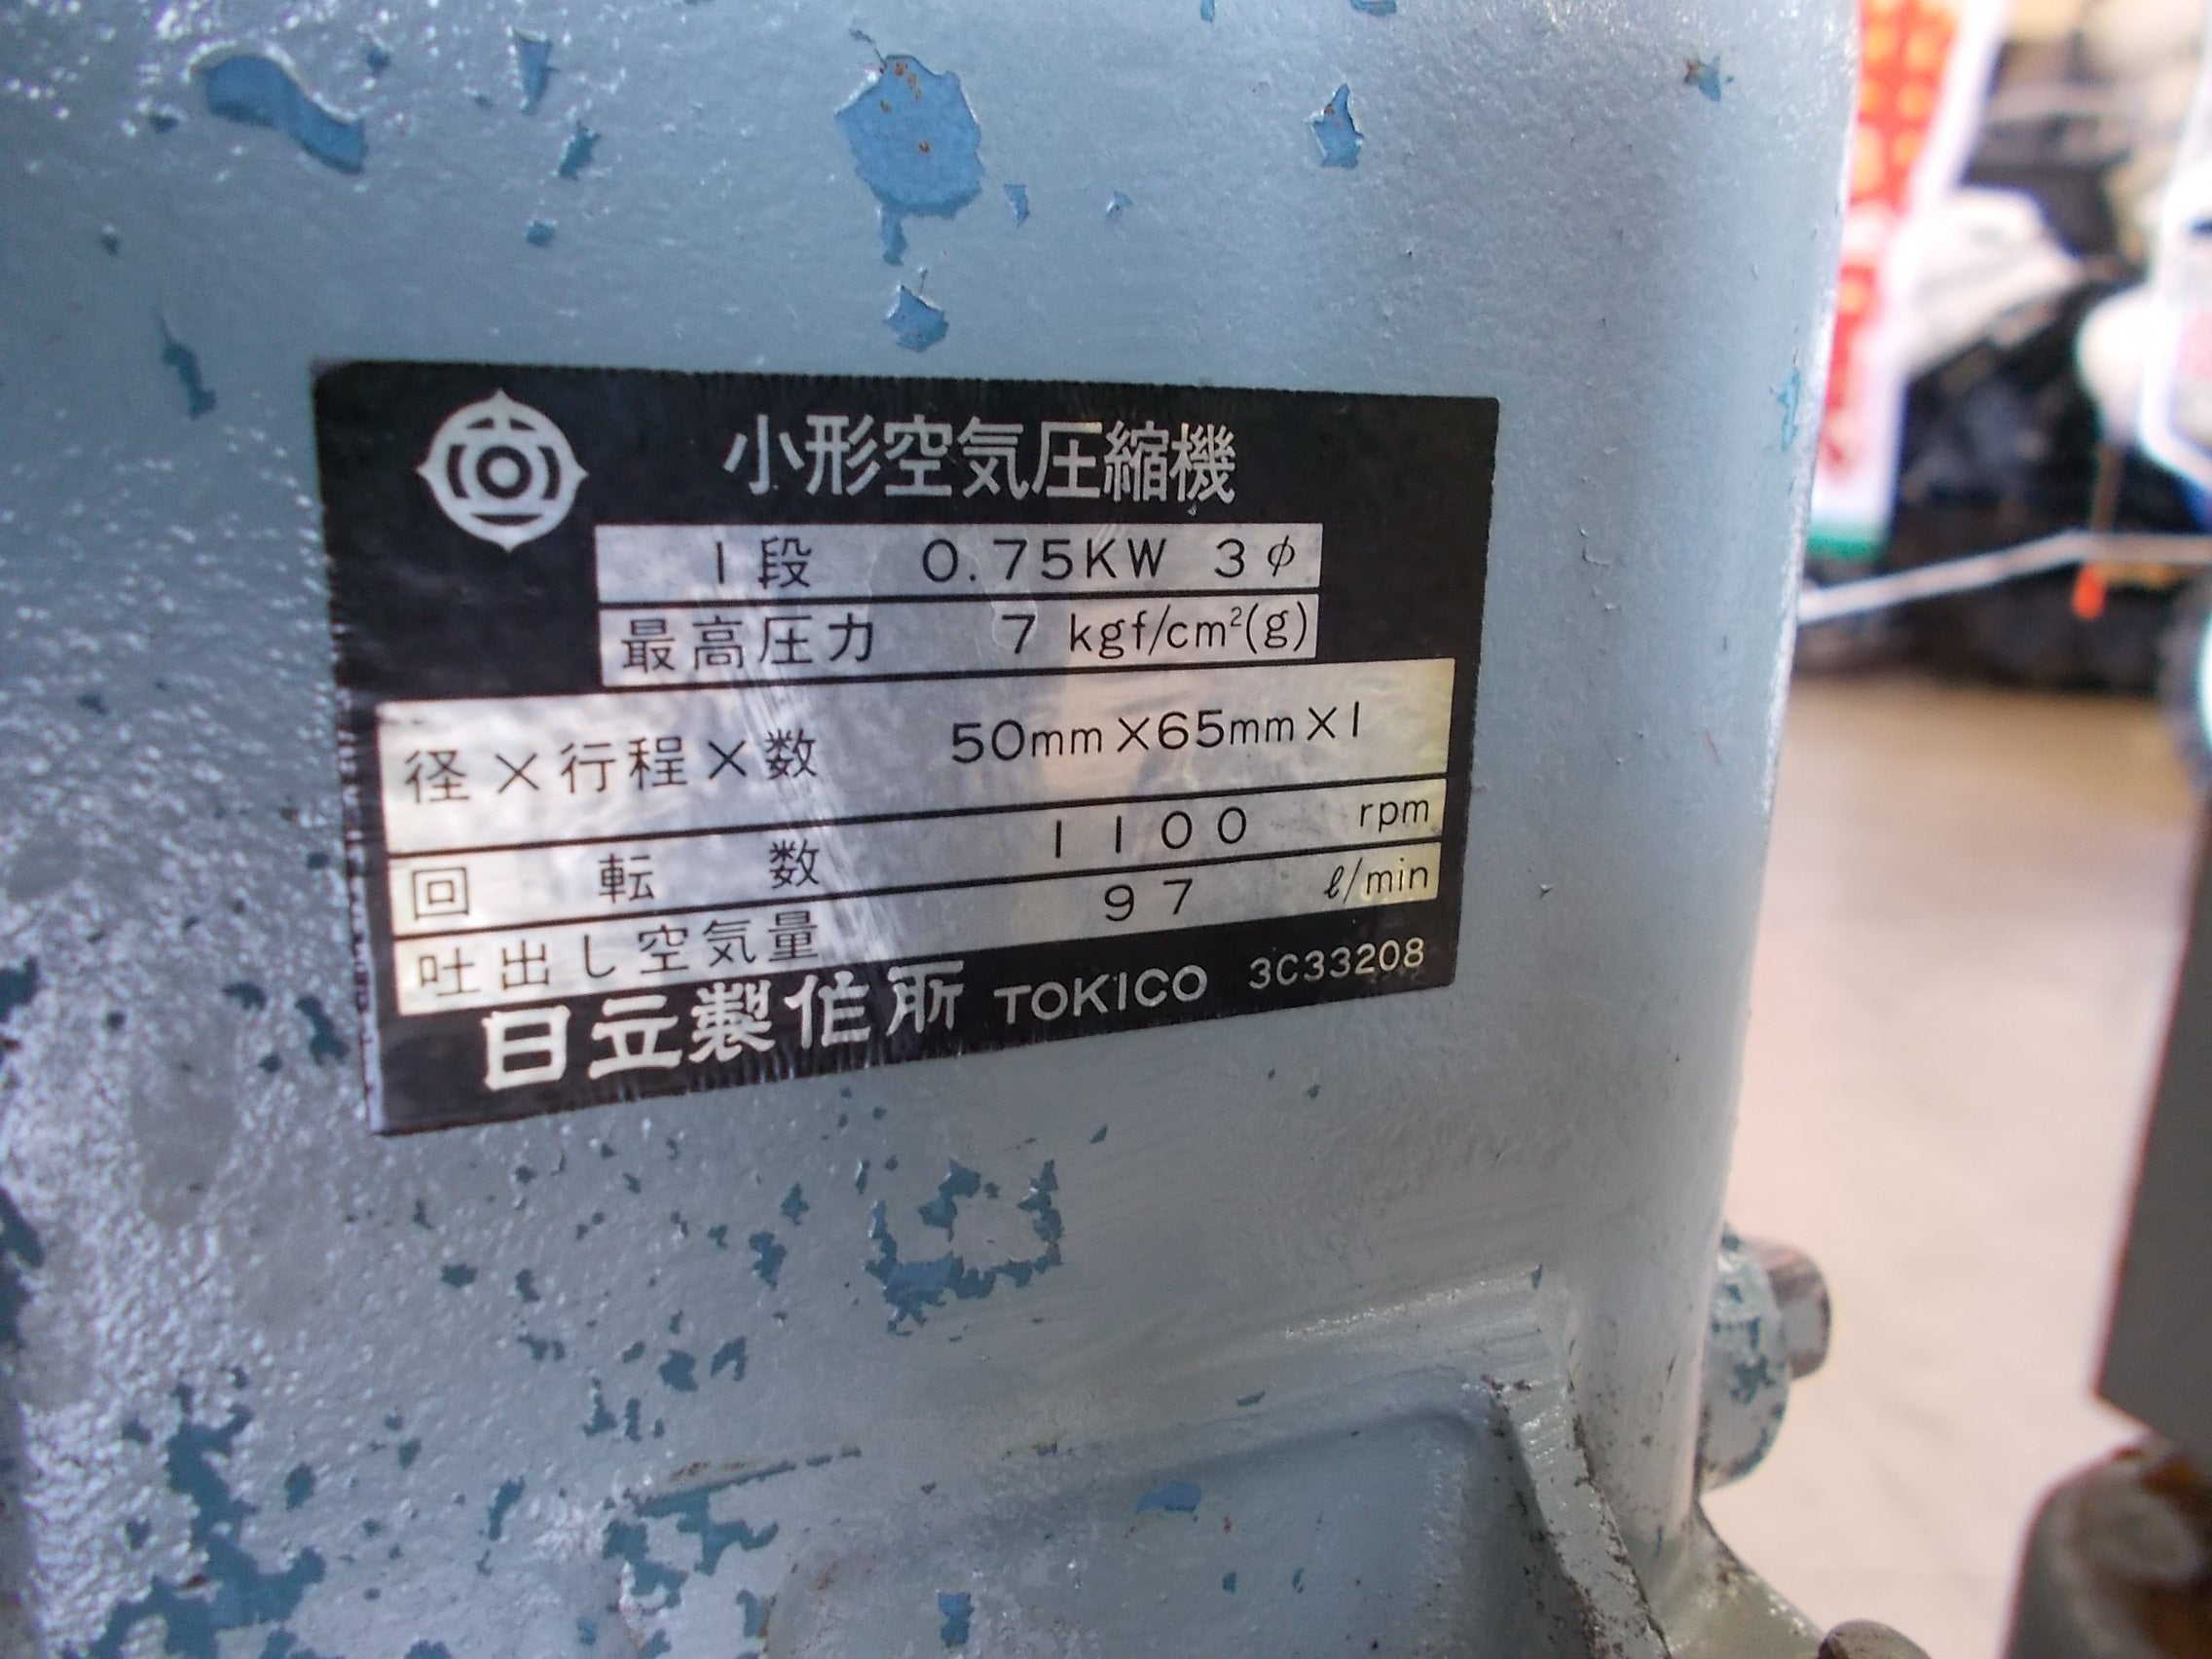 小形空気圧縮機
1段 0.75KW 3φ
最高圧力 7 kgf/cm²(g)
径×行程×数 50mm×65mm×1
回転数 1100 rpm
吐出し空気量 97 ℓ/min
日立製作所 TOKICO 3C33208